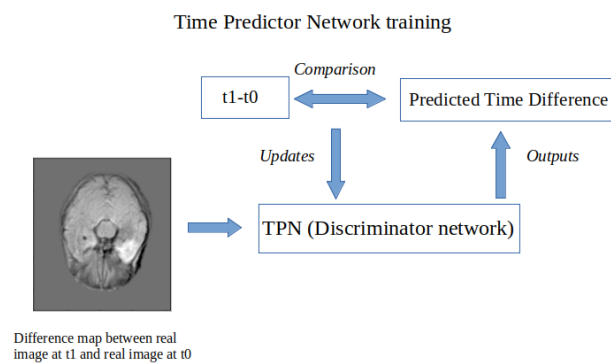 Time Predictor Network training
Comparison
t1-t0
Predicted Time Difference
Updates
Outputs
TPN (Discriminator network)
Difference map between real
image at t1 and real image at t0